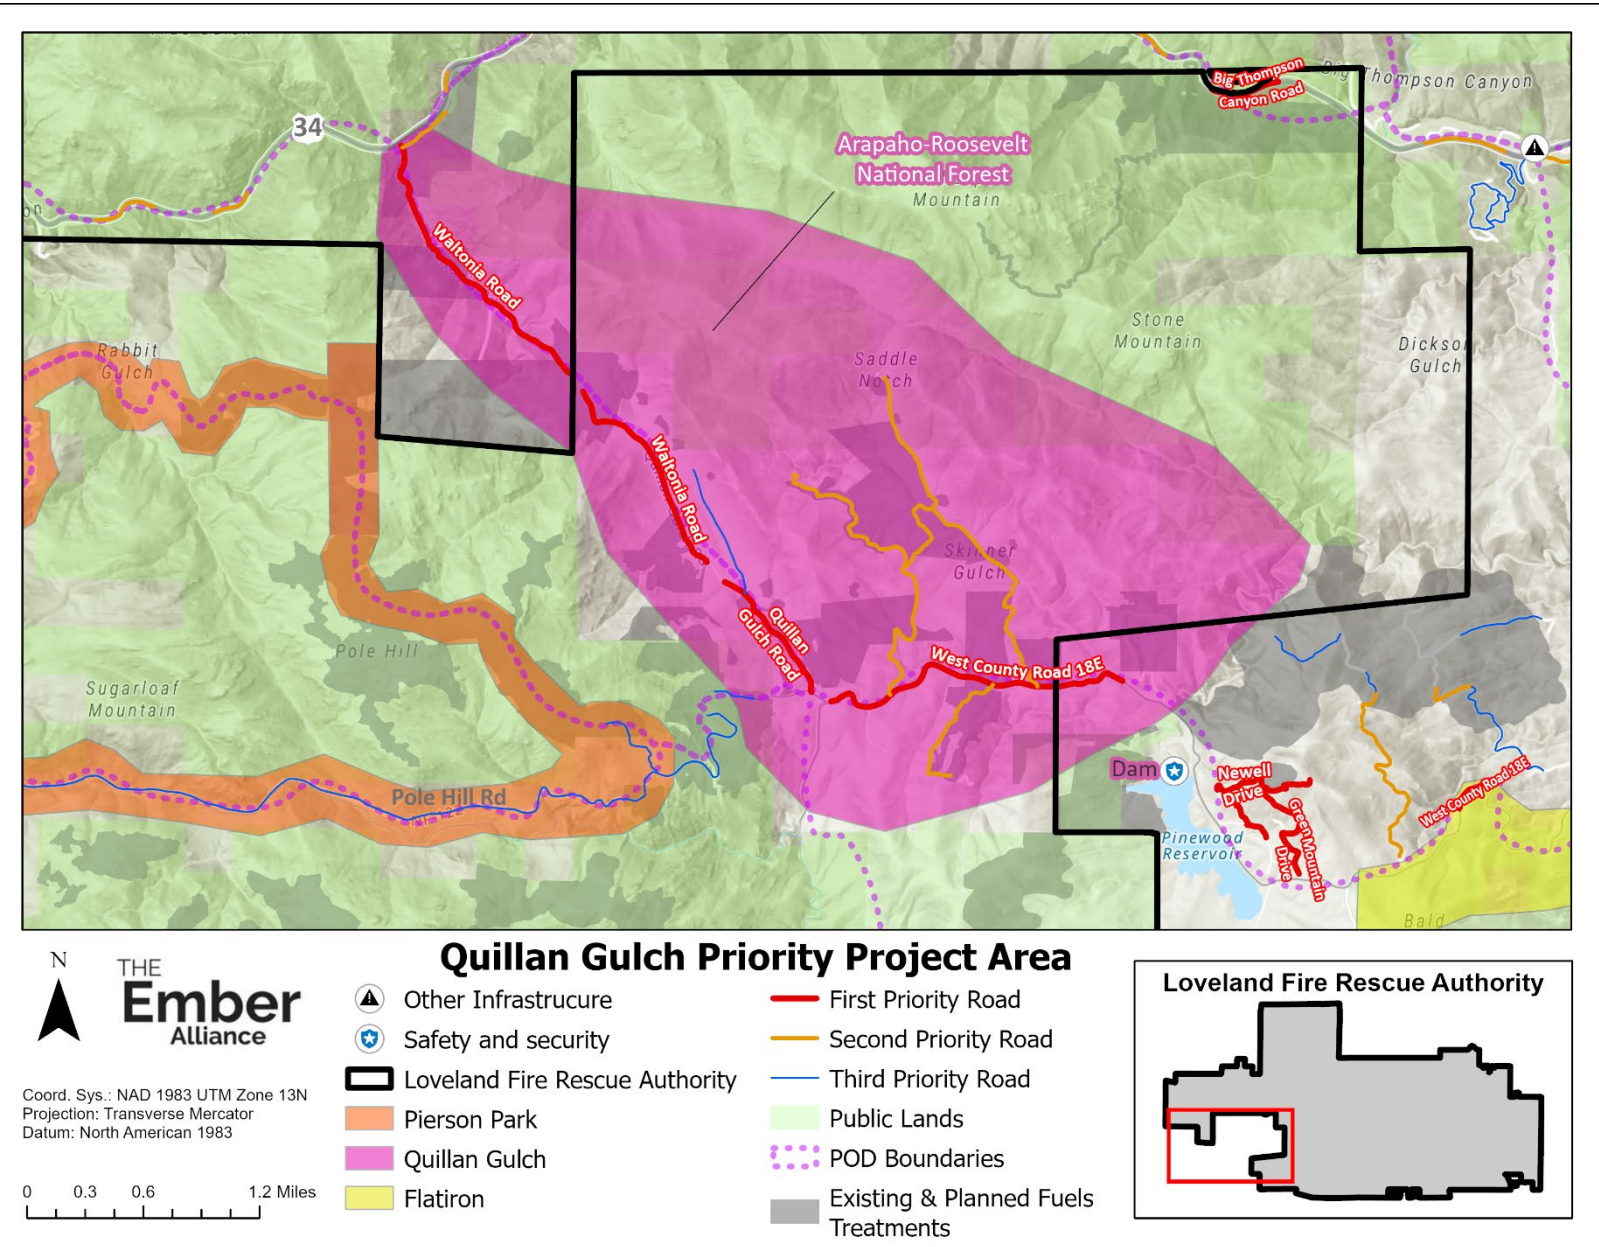 Big Thompson
Canyon Road
Big Thompson Canyon
34
Arapaho-Roosevelt
National Forest
Mountain
Waltonia Road
Rabbit
Gulch
Saddle
Notch
Stone
Mountain
Dickson
Gulch
Waltonia Road
Skinner
Gulch
Quillan
Gulch Road
West County Road 18E
Pole Hill
Sugarloaf
Mountain
Pole Hill Rd
Dam
Newell
Drive
Green Mountain
Drive
West County Road 18E
Pinewood
Reservoir
Bald
N
THE
Ember
Alliance
Coord. Sys.: NAD 1983 UTM Zone 13N
Projection: Transverse Mercator
Datum: North American 1983
0 0.3 0.6 1.2 Miles
Quillan Gulch Priority Project Area
Other Infrastrucure
Safety and security
Loveland Fire Rescue Authority
Pierson Park
Quillan Gulch
Flatiron
First Priority Road
Second Priority Road
Third Priority Road
Public Lands
POD Boundaries
Existing & Planned Fuels
Treatments
Loveland Fire Rescue Authority